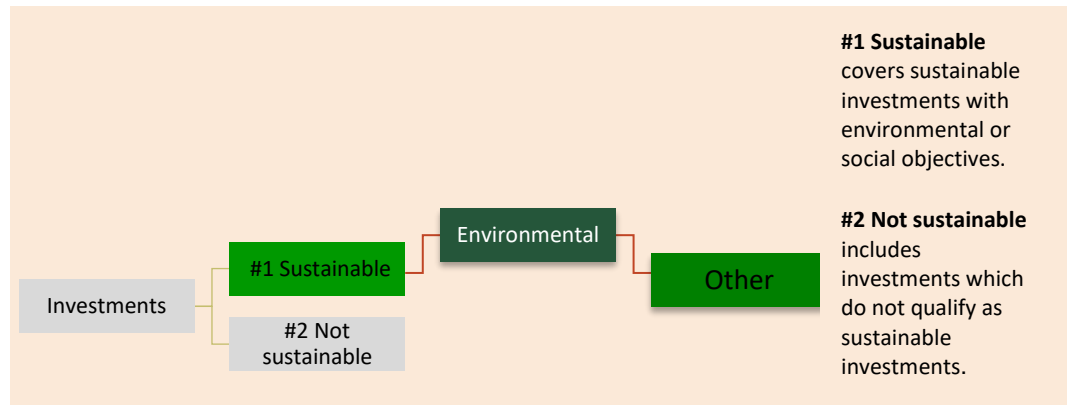 Investments
#1 Sustainable
#2 Not
sustainable
Environmental
Other
#1 Sustainable
covers sustainable
investments with
environmental or
social objectives.
#2 Not sustainable
includes
investments which
do not qualify as
sustainable
investments.